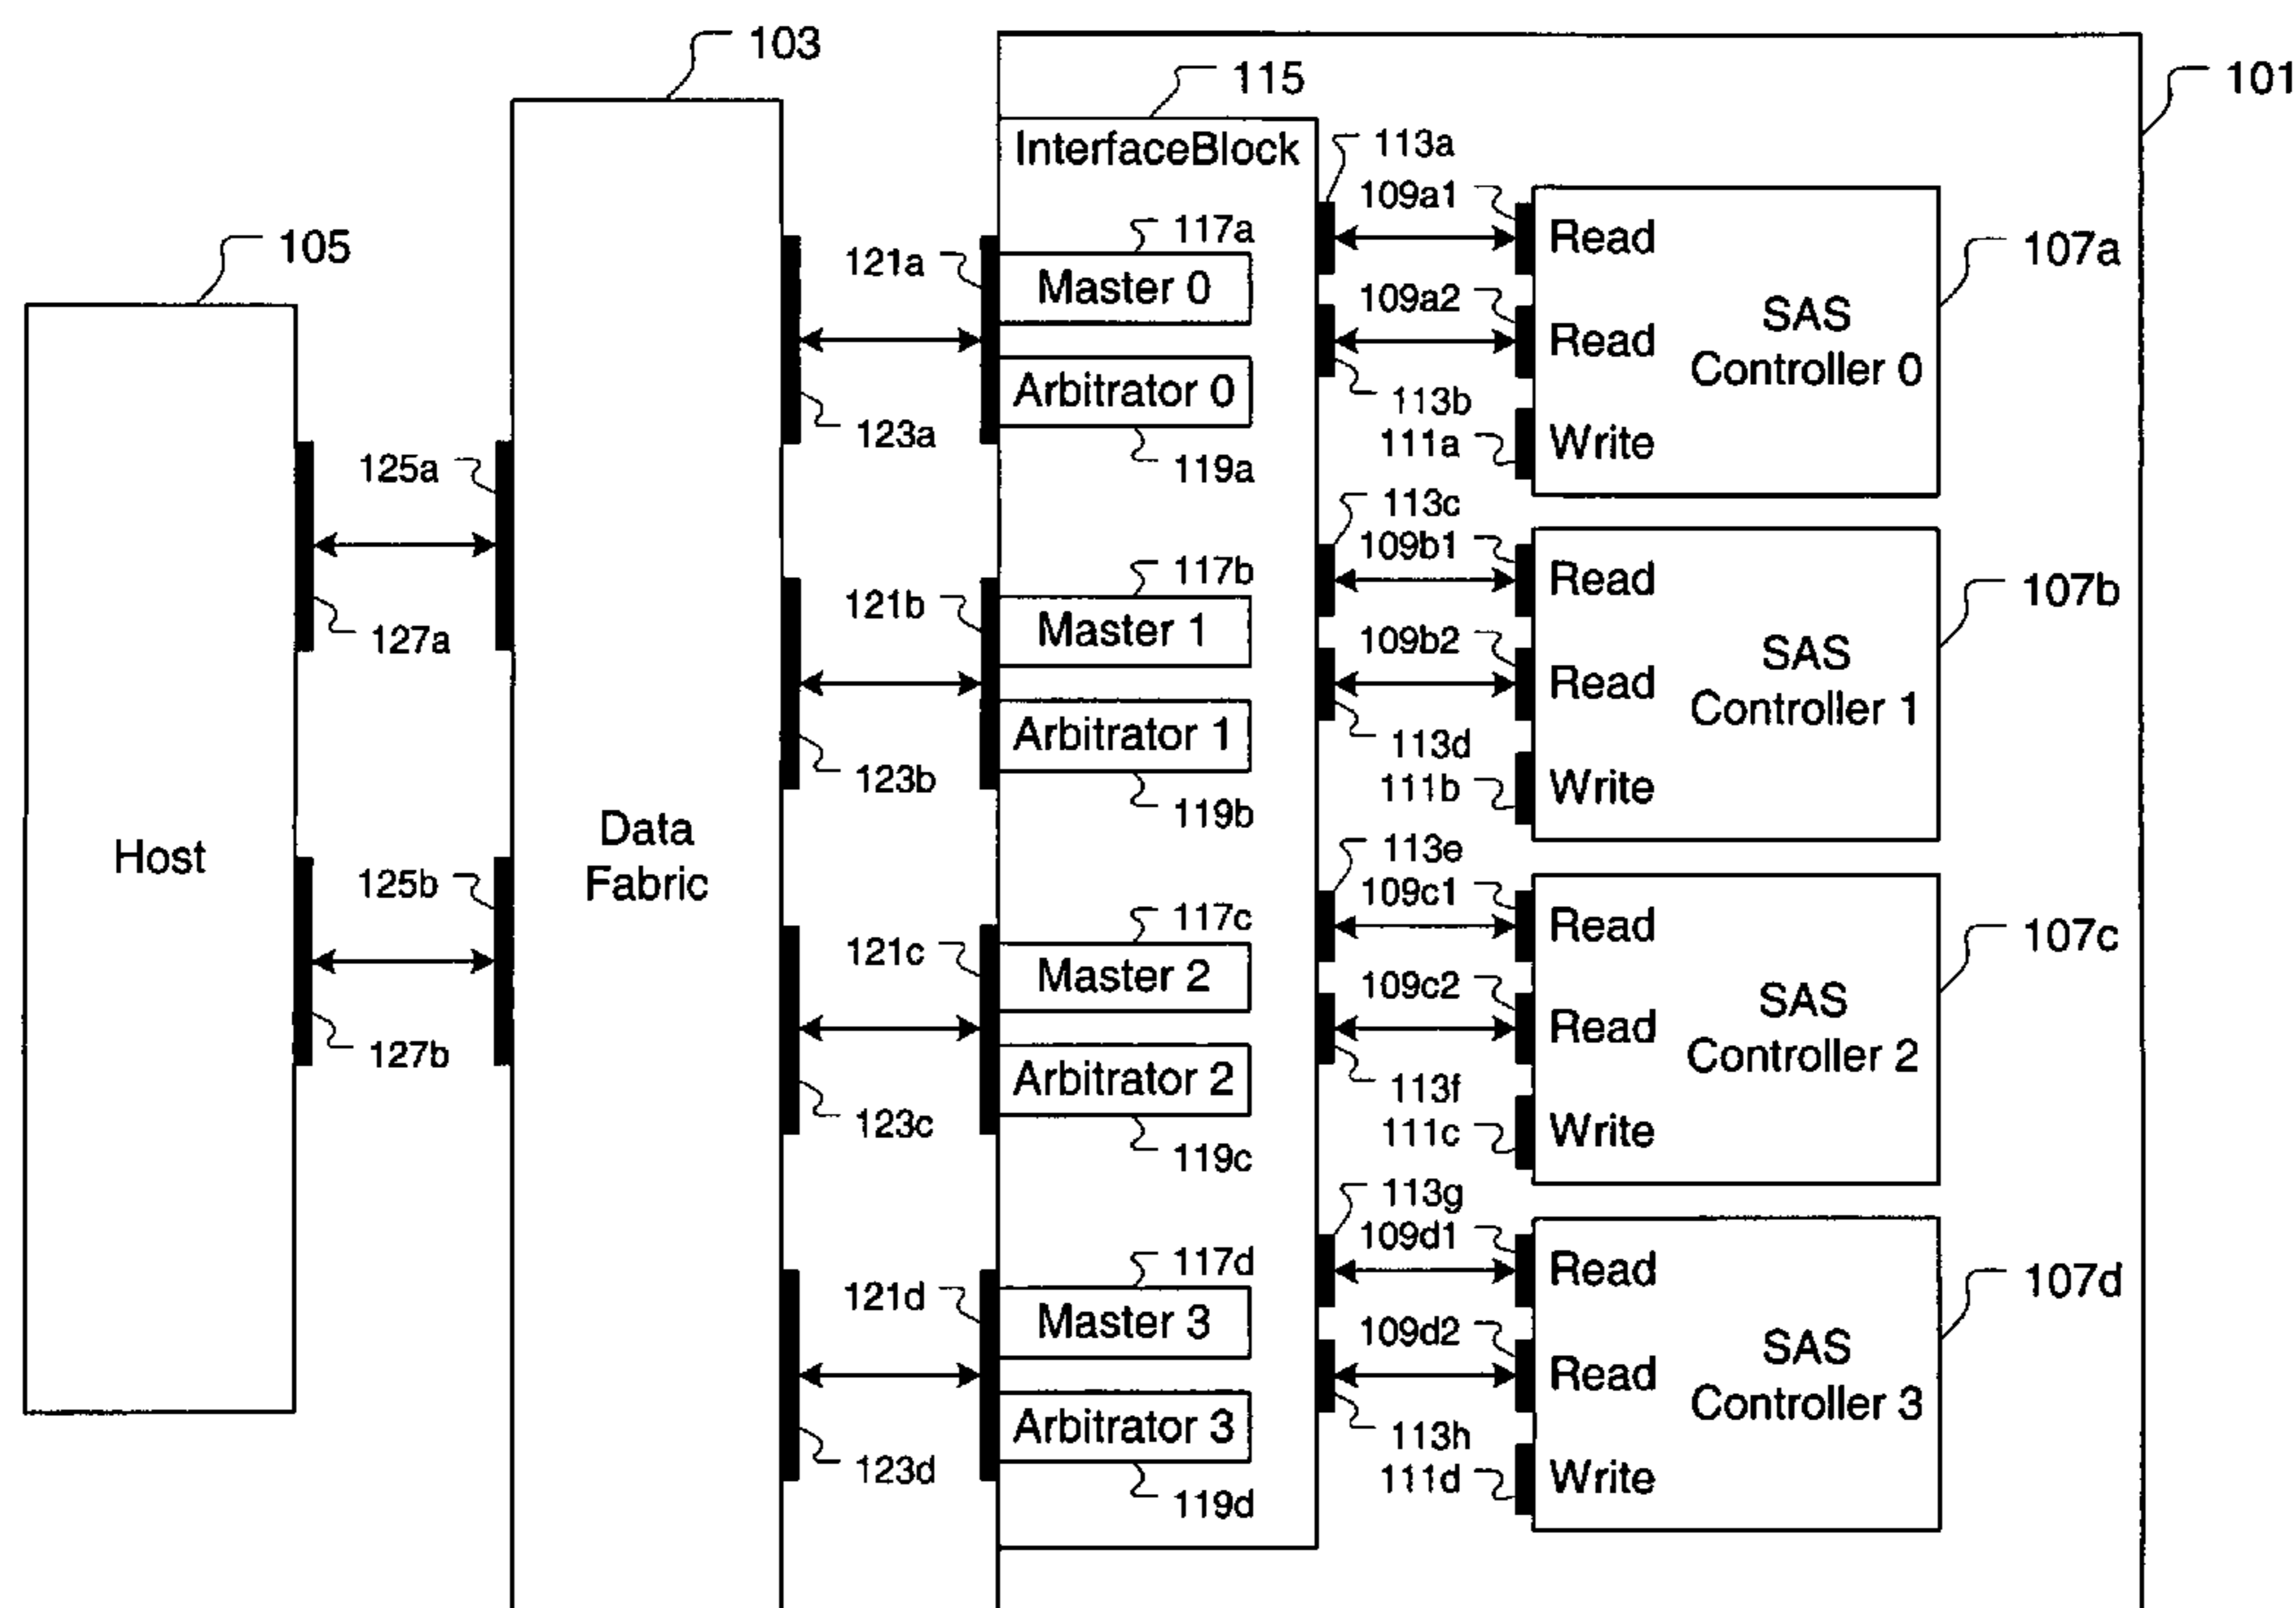 103
115
101
InterfaceBlock
113a
109a1
105
117a
121a
Master 0
Read
107a
109a2
SAS
Controller 0
Read
Arbitrator 0
113b
123a
111a
Write
125a
119a
113c
109b1
117b
121b
Master 1
Read
107b
127a
109b2
SAS
Controller 1
Read
Arbitrator 1
113d
123b
111b
Write
119b
Data
Fabric
Host
113e
109c1
125b
117c
121c
Master 2
Read
107c
109c2
SAS
Controller 2
Read
127b
Arbitrator 2
113f
123c
111c
Write
119c
113g
109d1
117d
121d
Master 3
Read
107d
109d2
SAS
Controller 3
Read
Arbitrator 3
113h
123d
111d
Write
119d